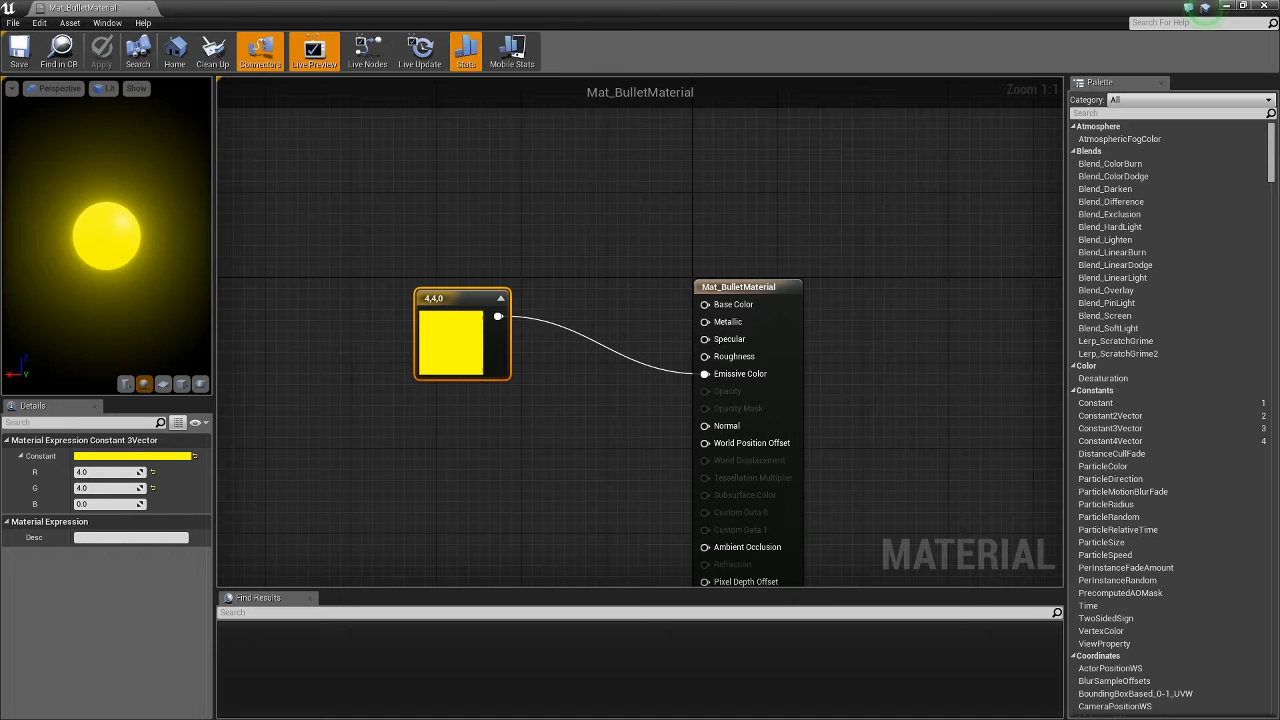 Mat_BulletMaterial
File Edit Asset Window Help
Search For Help
Save Find in CB Apply Search Home Clean Up Connectors Live Preview Live Nodes Live Update Stats Mobile Stats
Perspective Lit Show
Mat_BulletMaterial
Zoom 1:1
4,4,0
Mat_BulletMaterial
Base Color
Metallic
Specular
Roughness
Emissive Color
Opacity
Opacity Mask
Normal
World Position Offset
World Displacement
Tessellation Multiplier
Subsurface Color
Custom Data 0
Custom Data 1
Ambient Occlusion
Refraction
Pixel Depth Offset
MATERIAL
Z
Y
Details
Search
Material Expression Constant 3Vector
Constant
R 4.0
G 4.0
B 0.0
Material Expression
Desc
Find Results
Search
Palette
Category: All
Search
Atmosphere
AtmosphericFogColor
Blends
Blend_ColorBurn
Blend_ColorDodge
Blend_Darken
Blend_Difference
Blend_Exclusion
Blend_HardLight
Blend_Lighten
Blend_LinearBurn
Blend_LinearDodge
Blend_LinearLight
Blend_Overlay
Blend_PinLight
Blend_Screen
Blend_SoftLight
Lerp_ScratchGrime
Lerp_ScratchGrime2
Color
Desaturation
Constants
Constant 1
Constant2Vector 2
Constant3Vector 3
Constant4Vector 4
DistanceCullFade
ParticleColor
ParticleDirection
ParticleMotionBlurFade
ParticleRadius
ParticleRandom
ParticleRelativeTime
ParticleSize
ParticleSpeed
PerInstanceFadeAmount
PerInstanceRandom
PrecomputedAOMask
Time
TwoSidedSign
VertexColor
ViewProperty
Coordinates
ActorPositionWS
BlurSampleOffsets
BoundingBoxBased_0-1_UVW
CameraPositionWS